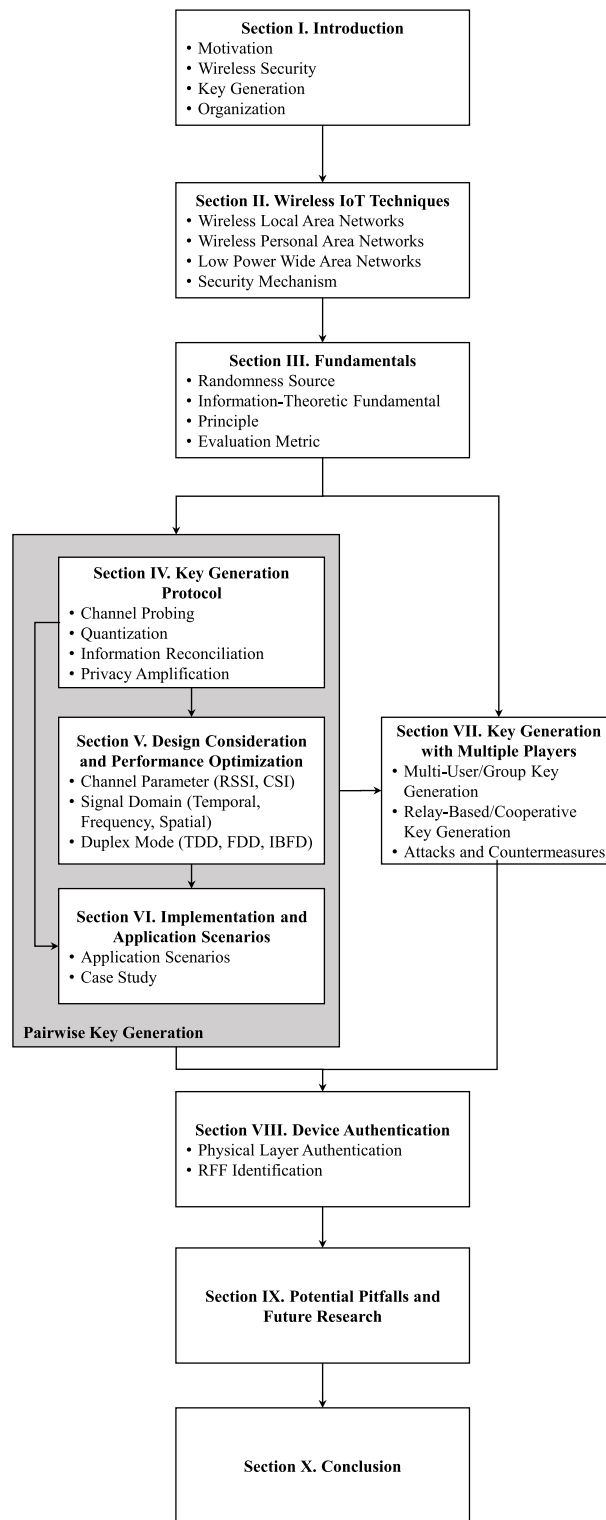 Section I. Introduction
• Motivation
• Wireless Security
• Key Generation
• Organization
Section II. Wireless IoT Techniques
• Wireless Local Area Networks
• Wireless Personal Area Networks
• Low Power Wide Area Networks
• Security Mechanism
Section III. Fundamentals
• Randomness Source
• Information-Theoretic Fundamental
• Principle
• Evaluation Metric
Section IV. Key Generation
Protocol
• Channel Probing
• Quantization
• Information Reconciliation
• Privacy Amplification
Section V. Design Consideration
and Performance Optimization
• Channel Parameter (RSSI, CSI)
• Signal Domain (Temporal,
Frequency, Spatial)
• Duplex Mode (TDD, FDD, IBFD)
Section VI. Implementation and
Application Scenarios
• Application Scenarios
• Case Study
Pairwise Key Generation
Section VII. Key Generation
with Multiple Players
• Multi-User/Group Key
Generation
• Relay-Based/Cooperative
Key Generation
• Attacks and Countermeasures
Section VIII. Device Authentication
• Physical Layer Authentication
• RFF Identification
Section IX. Potential Pitfalls and
Future Research
Section X. Conclusion